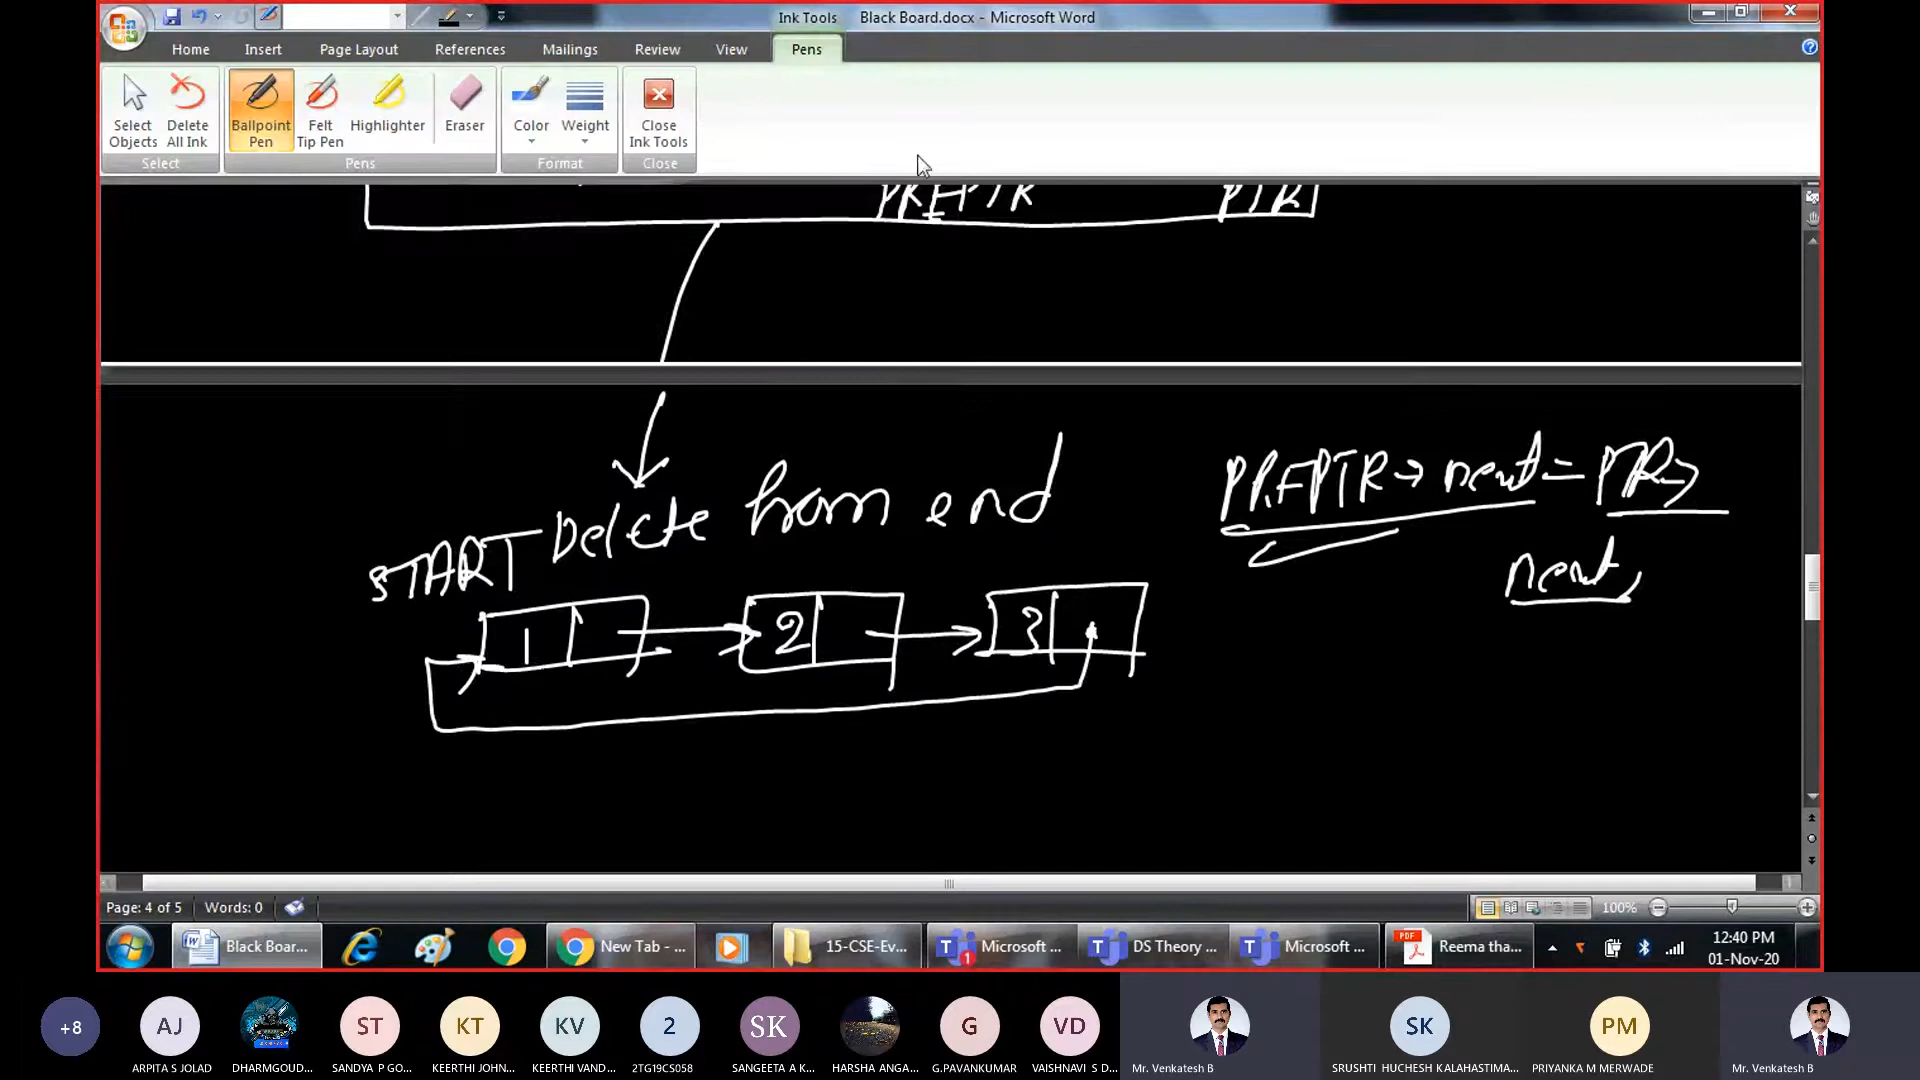 Ink Tools Black Board.docx - Microsoft Word
Home Insert Page Layout References Mailings Review View Pens
Select Objects Delete All Ink Ballpoint Pen Felt Tip Pen Highlighter Eraser Color Weight Close Ink Tools
Select Pens Format Close
PREPTR PTR
Delete from end
PREPTR → next = PTR→
next;
START
1 2 3
Page: 4 of 5 Words: 0 100%
Black Boar... New Tab - ... 15-CSE-Ev... 1 Microsoft ... DS Theory ... Microsoft ... PDF Reema tha... 12:40 PM
01-Nov-20
+8 AJ ST KT KV 2 SK G VD SK PM
ARPITA S JOLAD DHARMGOUD... SANDYA P GO... KEERTHI JOHN... KEERTHI VAND... 2TG19CS058 SANGEETA A K... HARSHA ANGA... G.PAVANKUMAR VAISHNAVI S D... Mr. Venkatesh B SRUSHTI HUCHESH KALAHASTIMA... PRIYANKA M MERWADE Mr. Venkatesh B